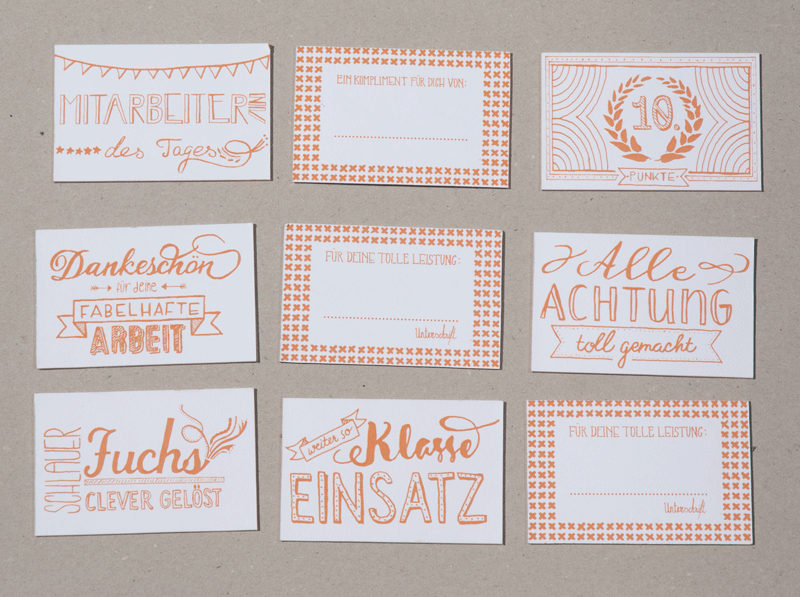 MITARBEITER/INN
des Tages
EIN KOMPLIMENT FÜR DICH VON:
10.
PUNKTE
Dankeschön
für deine
FABELHAFTE
ARBEIT
FÜR DEINE TOLLE LEISTUNG:
Unterschrift
Alle
ACHTUNG
toll gemacht
SCHLAUER
Fuchs
CLEVER GELÖST
weiter so
Klasse
EINSATZ
FÜR DEINE TOLLE LEISTUNG:
Unterschrift